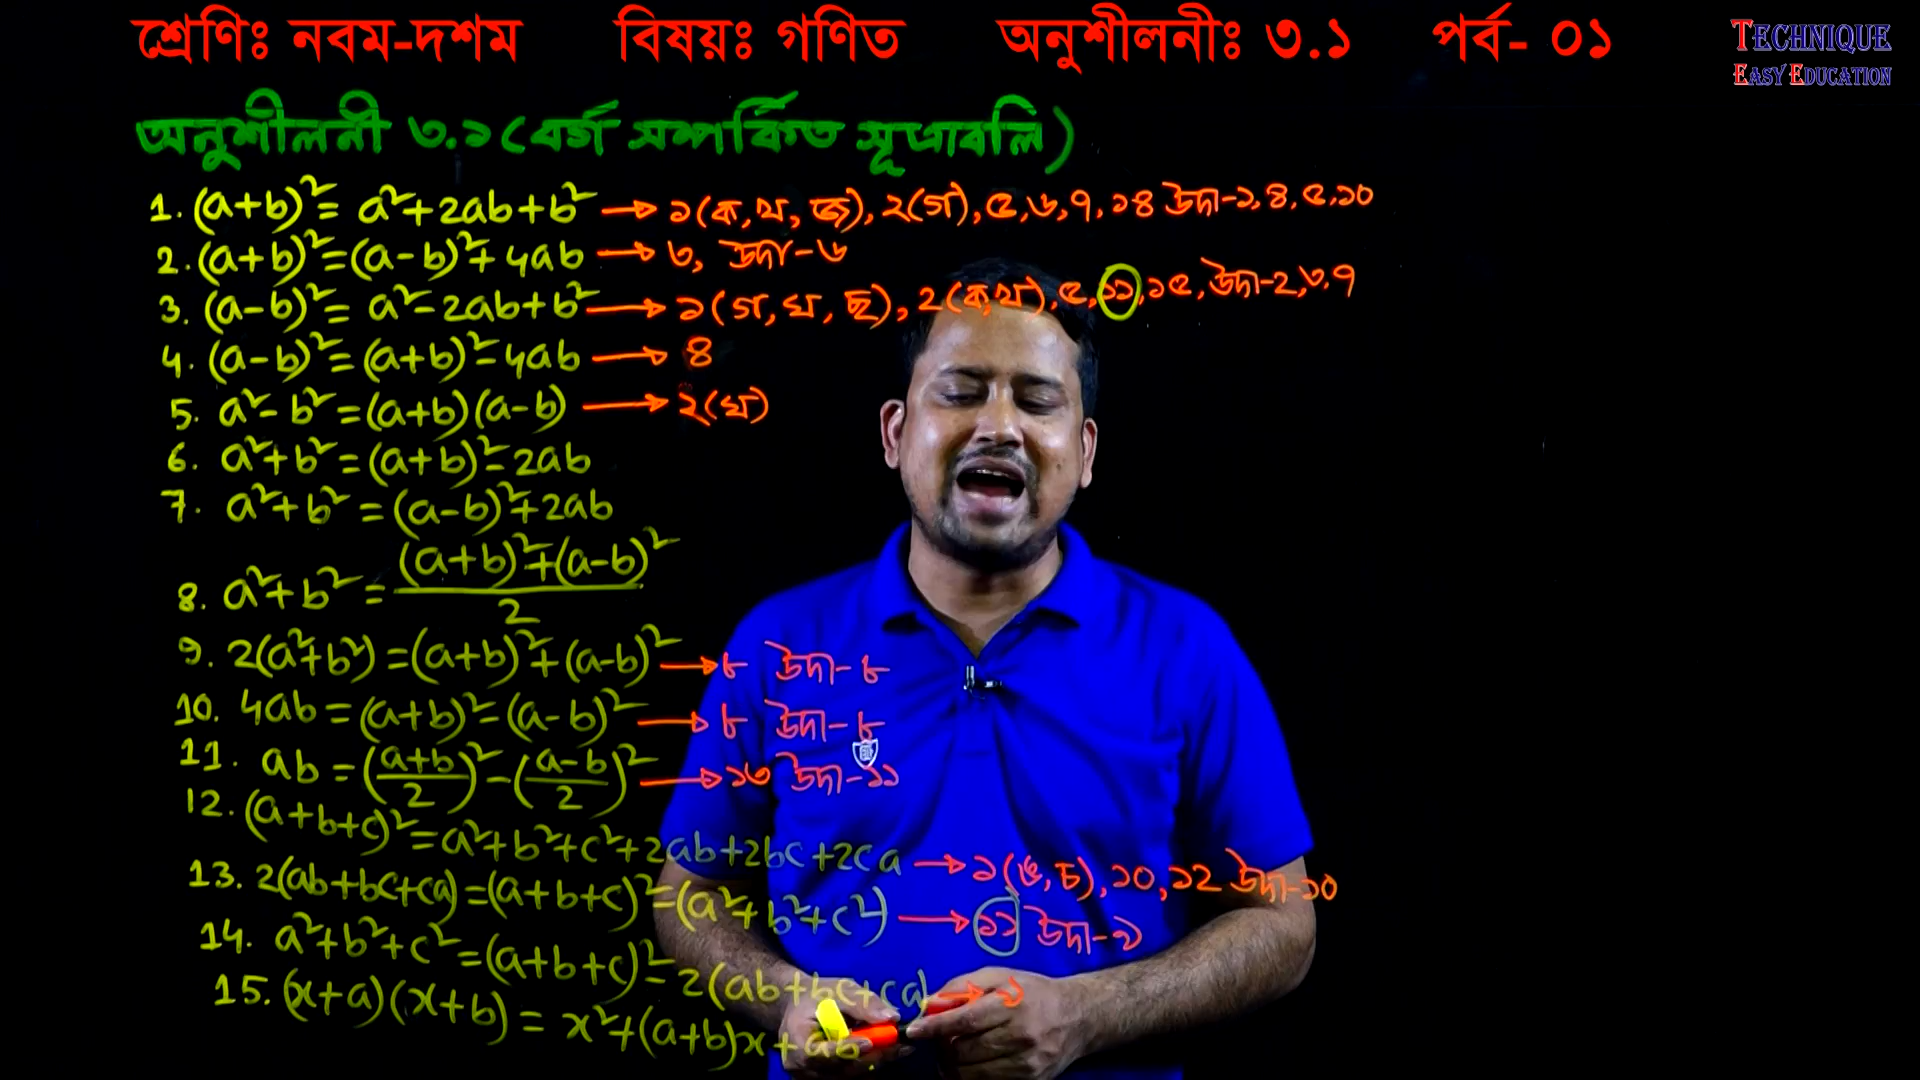 শ্রেণিঃ নবম-দশম বিষয়ঃ গণিত অনুশীলনীঃ ৩.১ পর্ব- ০১
TECHNIQUE
EASY EDUCATION
অনুশীলনী ৩.১ (বর্গ সম্পর্কিত সূত্রাবলি)
1. (a+b)² = a²+2ab+b² → ১(ক,খ,জ), ২(গ), ৫,৬,৭,১৪ উদা-১,৪,৫,১০
2. (a+b)² = (a-b)²+4ab → ৩, উদা-৬
3. (a-b)² = a²-2ab+b² → ১(গ,ঘ,ছ), 2(ক,খ), ৫,১১,১৫, উদা-2,৩,৭
4. (a-b)² = (a+b)²-4ab → ৪
5. a²-b² = (a+b)(a-b) → ২(ঘ)
6. a²+b² = (a+b)²-2ab
7. a²+b² = (a-b)²+2ab
8. a²+b² = ((a+b)²+(a-b)²)/2
9. 2(a²+b²) = (a+b)²+(a-b)² → ৮ উদা-৮
10. 4ab = (a+b)²-(a-b)² → ৮ উদা-৮
11. ab = ((a+b)/2)²-((a-b)/2)² → ১৩ উদা-১১
12. (a+b+c)² = a²+b²+c²+2ab+2bc+2ca → ১(ঙ,চ), ১০,১2 উদা-১০
13. 2(ab+bc+ca) = (a+b+c)²-(a²+b²+c²) → ১১ উদা-৯
14. a²+b²+c² = (a+b+c)²-2(ab+bc+ca) → ৯
15. (x+a)(x+b) = x²+(a+b)x+ab